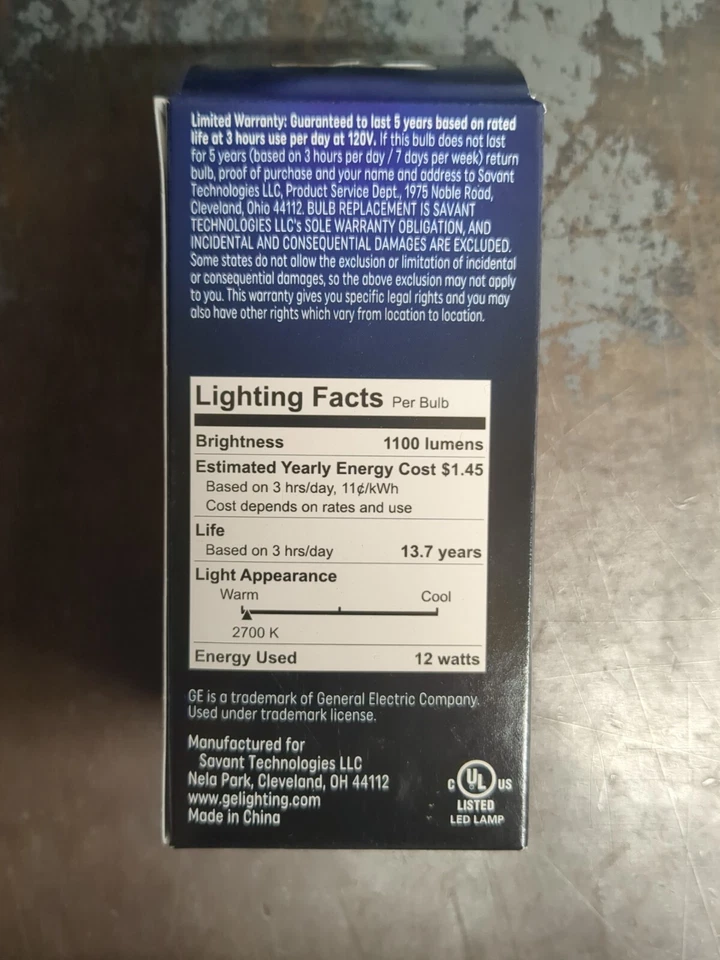 Limited Warranty: Guaranteed to last 5 years based on rated
life at 3 hours use per day at 120V. If this bulb does not last
for 5 years (based on 3 hours per day / 7 days per week) return
bulb, proof of purchase and your name and address to Savant
Technologies LLC, Product Service Dept., 1975 Noble Road,
Cleveland, Ohio 44112. BULB REPLACEMENT IS SAVANT
TECHNOLOGIES LLC's SOLE WARRANTY OBLIGATION, AND
INCIDENTAL AND CONSEQUENTIAL DAMAGES ARE EXCLUDED.
Some states do not allow the exclusion or limitation of incidental
or consequential damages, so the above exclusion may not apply
to you. This warranty gives you specific legal rights and you may
also have other rights which vary from location to location.
Lighting Facts Per Bulb
Brightness 1100 lumens
Estimated Yearly Energy Cost $1.45
Based on 3 hrs/day, 11¢/kWh
Cost depends on rates and use
Life
Based on 3 hrs/day 13.7 years
Light Appearance
Warm Cool
2700 K
Energy Used 12 watts
GE is a trademark of General Electric Company.
Used under trademark license.
Manufactured for
Savant Technologies LLC
Nela Park, Cleveland, OH 44112
www.gelighting.com
Made in China
C UL US
LISTED
LED LAMP